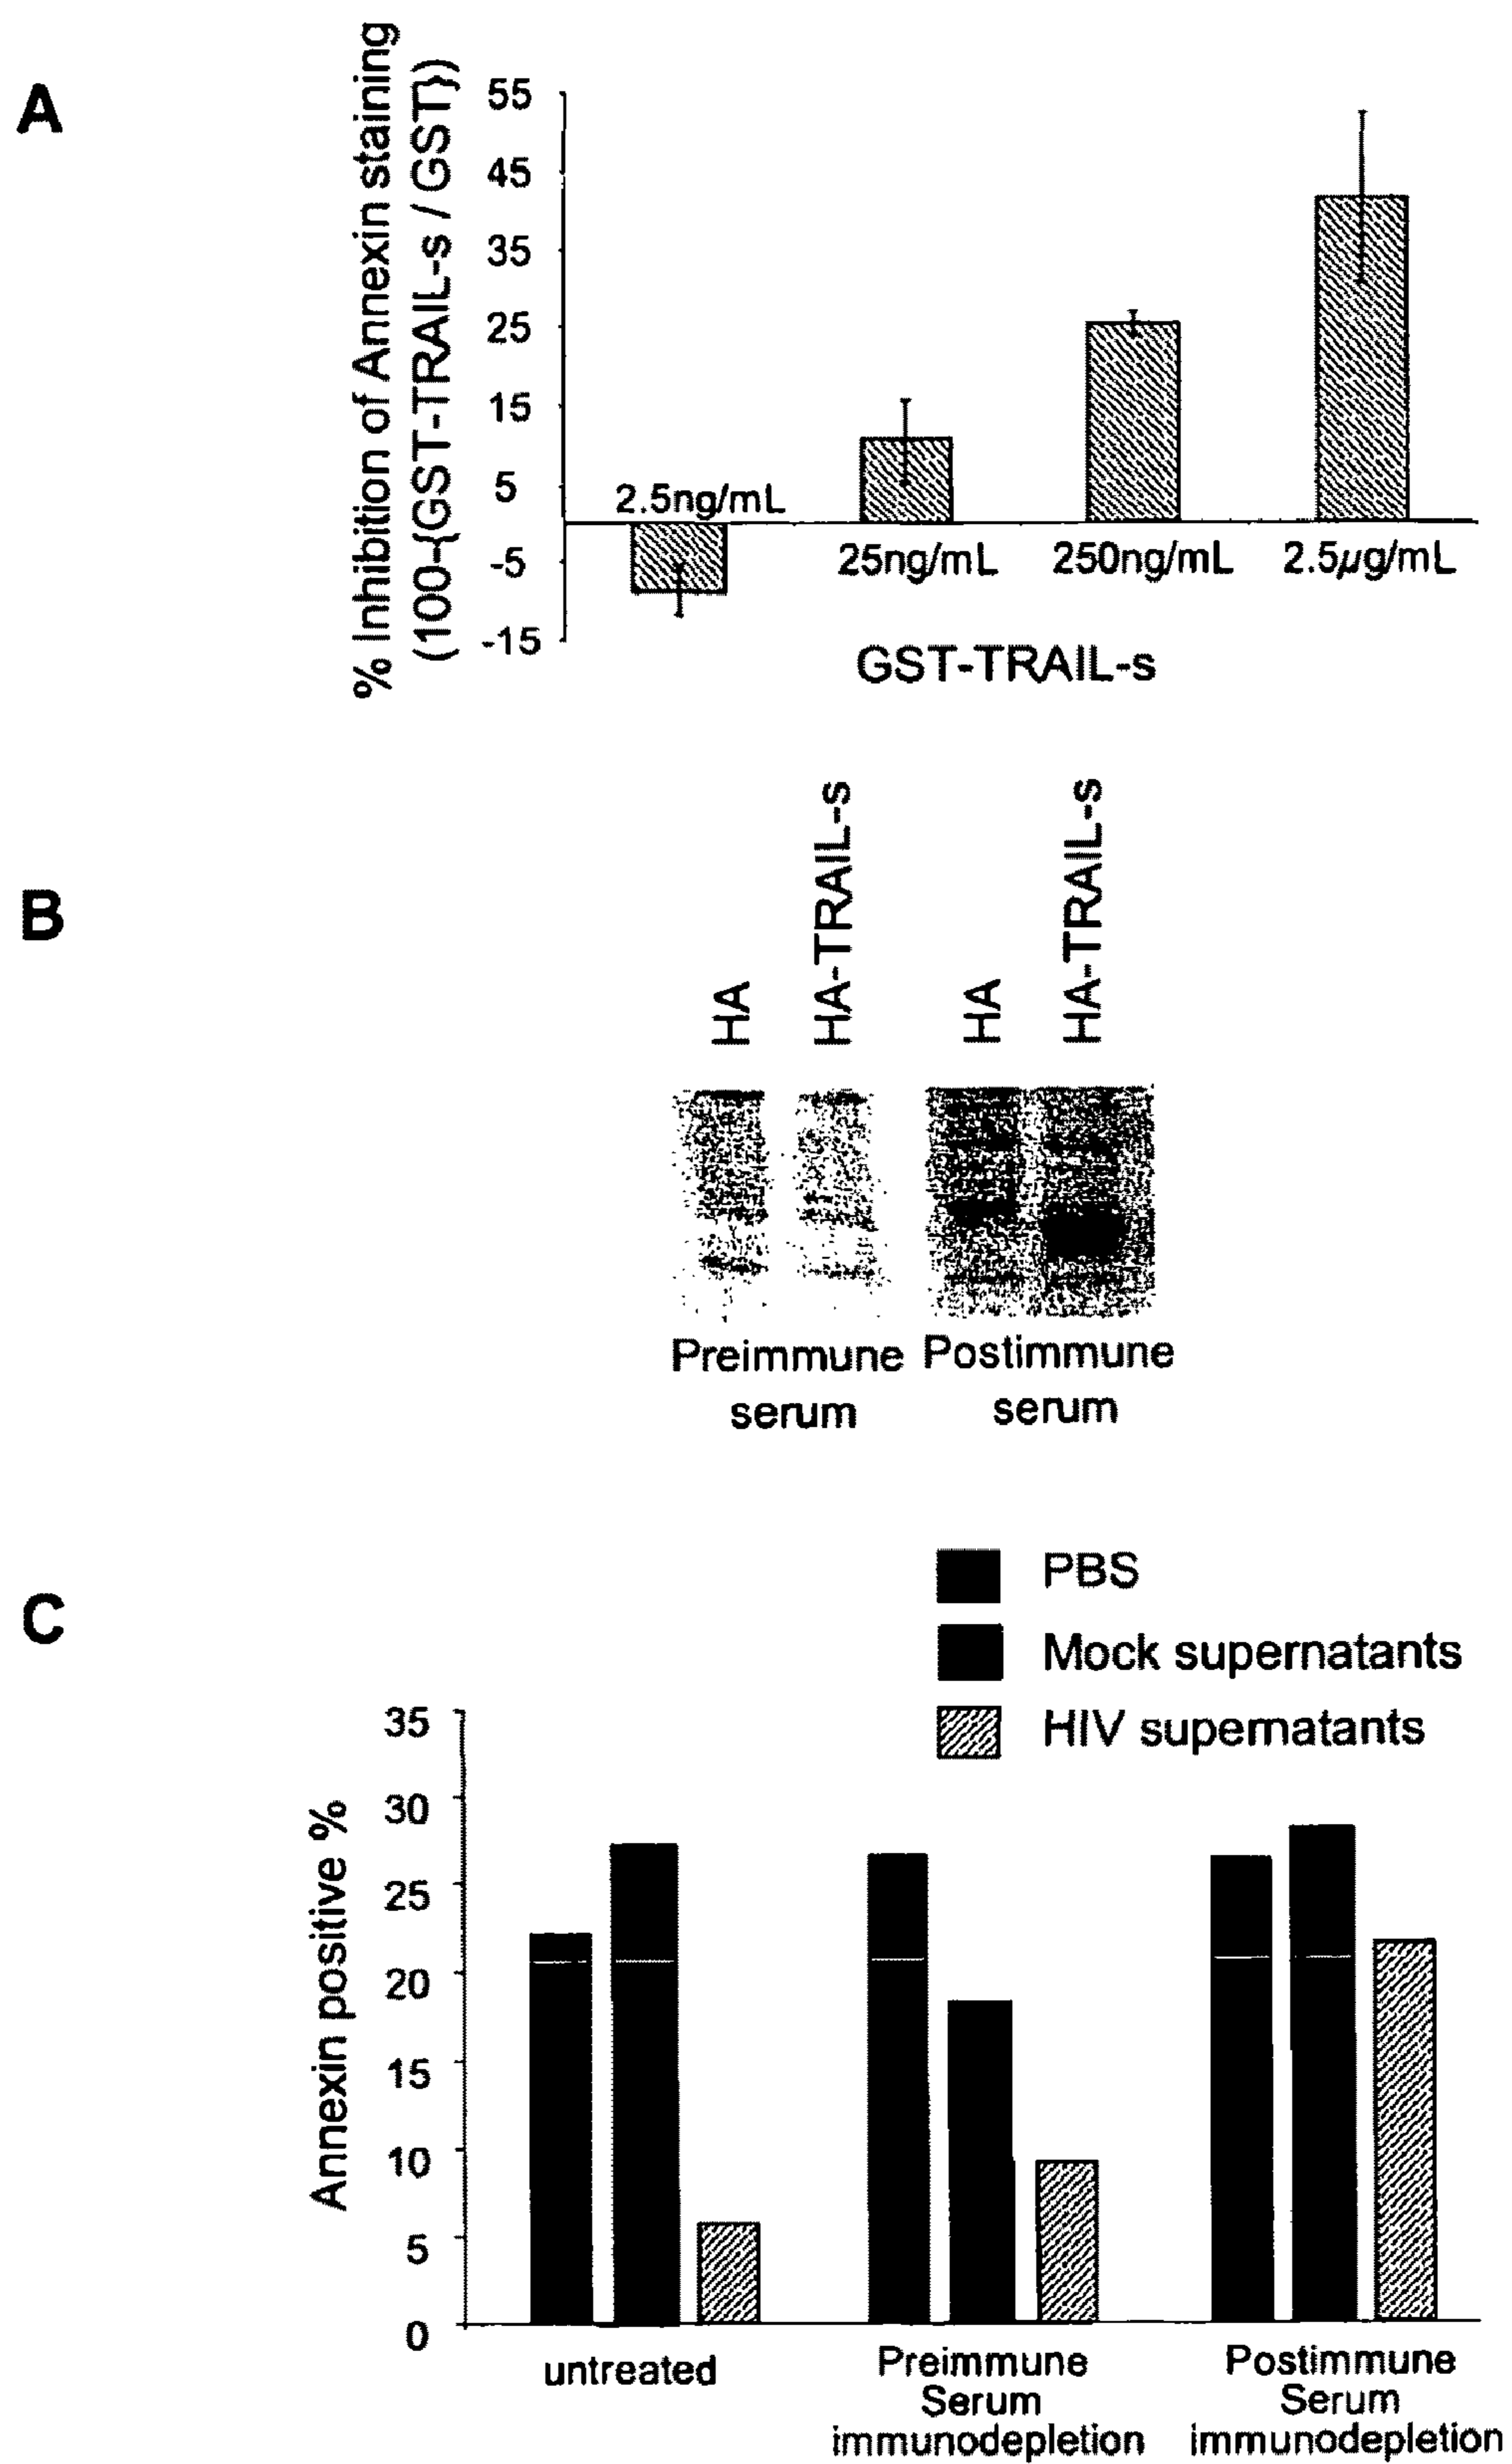 A
% Inhibition of Annexin staining
(100-{GST-TRAIL-s / GST})
55
45
35
25
15
5
-5
-15
2.5ng/mL
25ng/mL
250ng/mL
2.5µg/mL
GST-TRAIL-s
B
HA
HA-TRAIL-s
HA
HA-TRAIL-s
Preimmune
serum
Postimmune
serum
C
PBS
Mock supernatants
HIV supernatants
Annexin positive %
35
30
25
20
15
10
5
0
untreated
Preimmune
Serum
immunodepletion
Postimmune
Serum
immunodepletion